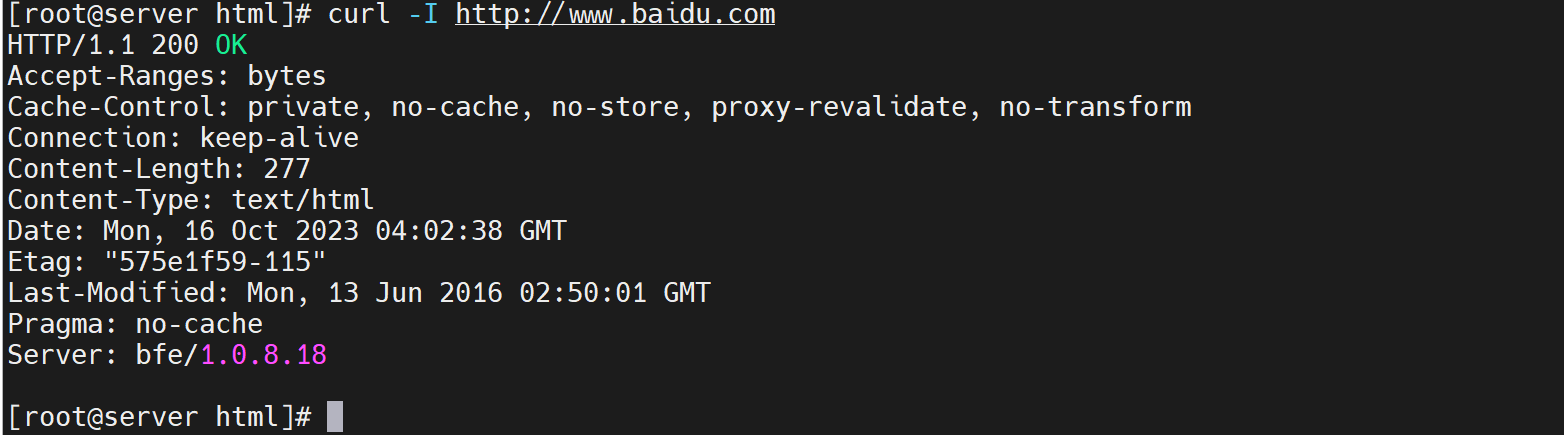 [root@server html]# curl -I http://www.baidu.com
HTTP/1.1 200 OK
Accept-Ranges: bytes
Cache-Control: private, no-cache, no-store, proxy-revalidate, no-transform
Connection: keep-alive
Content-Length: 277
Content-Type: text/html
Date: Mon, 16 Oct 2023 04:02:38 GMT
Etag: "575e1f59-115"
Last-Modified: Mon, 13 Jun 2016 02:50:01 GMT
Pragma: no-cache
Server: bfe/1.0.8.18
[root@server html]#